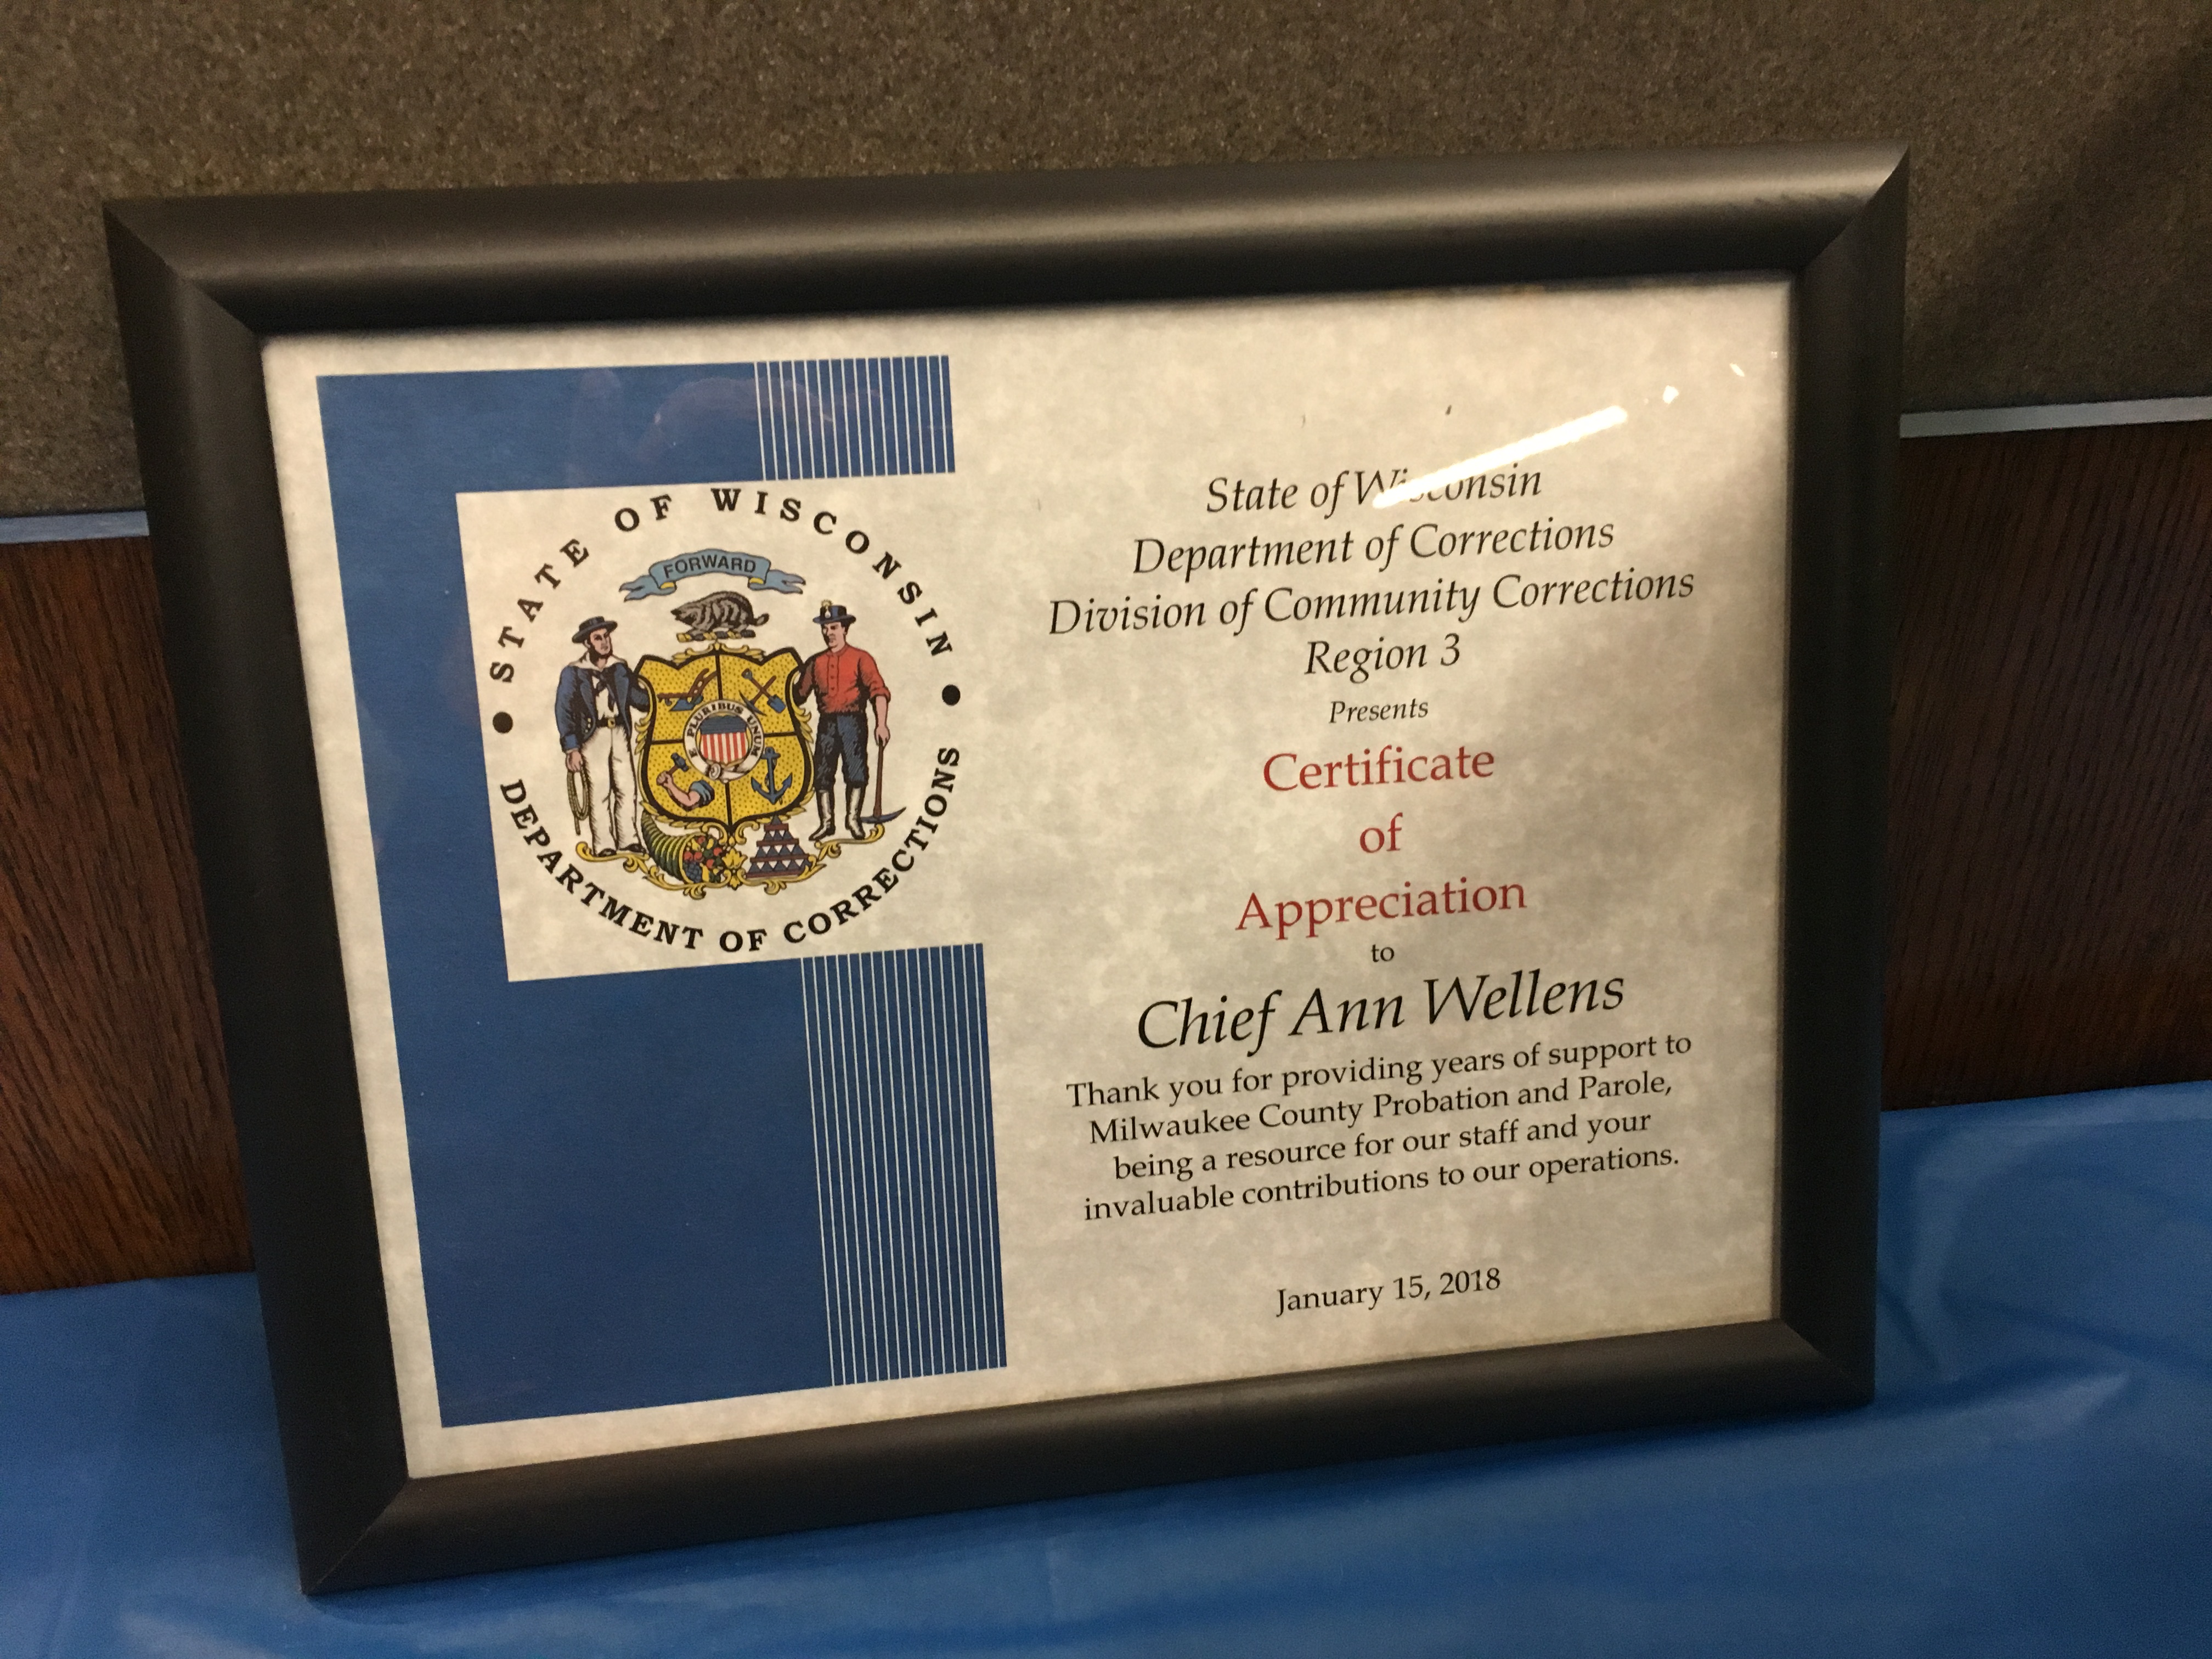 STATE OF WISCONSIN
FORWARD
E PLURIBUS UNUM
DEPARTMENT OF CORRECTIONS
State of Wisconsin
Department of Corrections
Division of Community Corrections
Region 3
Presents
Certificate
of
Appreciation
to
Chief Ann Wellens
Thank you for providing years of support to
Milwaukee County Probation and Parole,
being a resource for our staff and your
invaluable contributions to our operations.
January 15, 2018